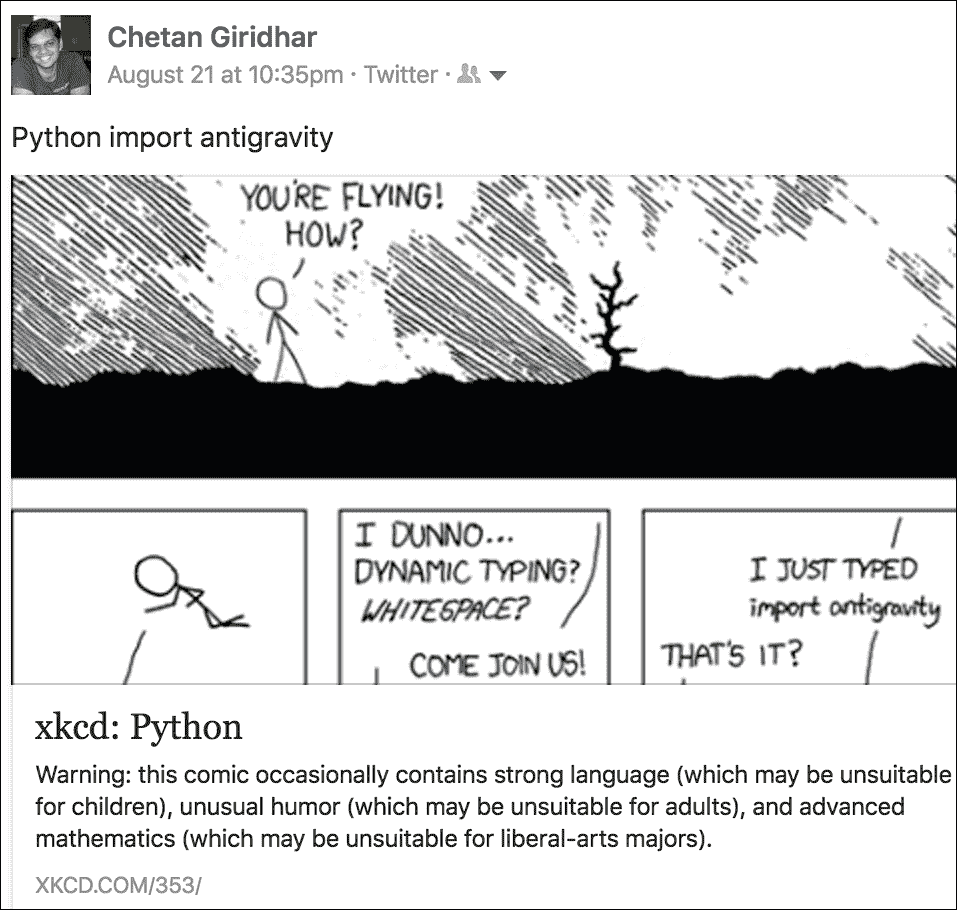 Chetan Giridhar
August 21 at 10:35pm · Twitter ·
Python import antigravity
YOU'RE FLYING!
HOW?
I DUNNO...
DYNAMIC TYPING?
WHITESPACE?
COME JOIN US!
I JUST TYPED
import antigravity
THAT'S IT?
xkcd: Python
Warning: this comic occasionally contains strong language (which may be unsuitable
for children), unusual humor (which may be unsuitable for adults), and advanced
mathematics (which may be unsuitable for liberal-arts majors).
XKCD.COM/353/